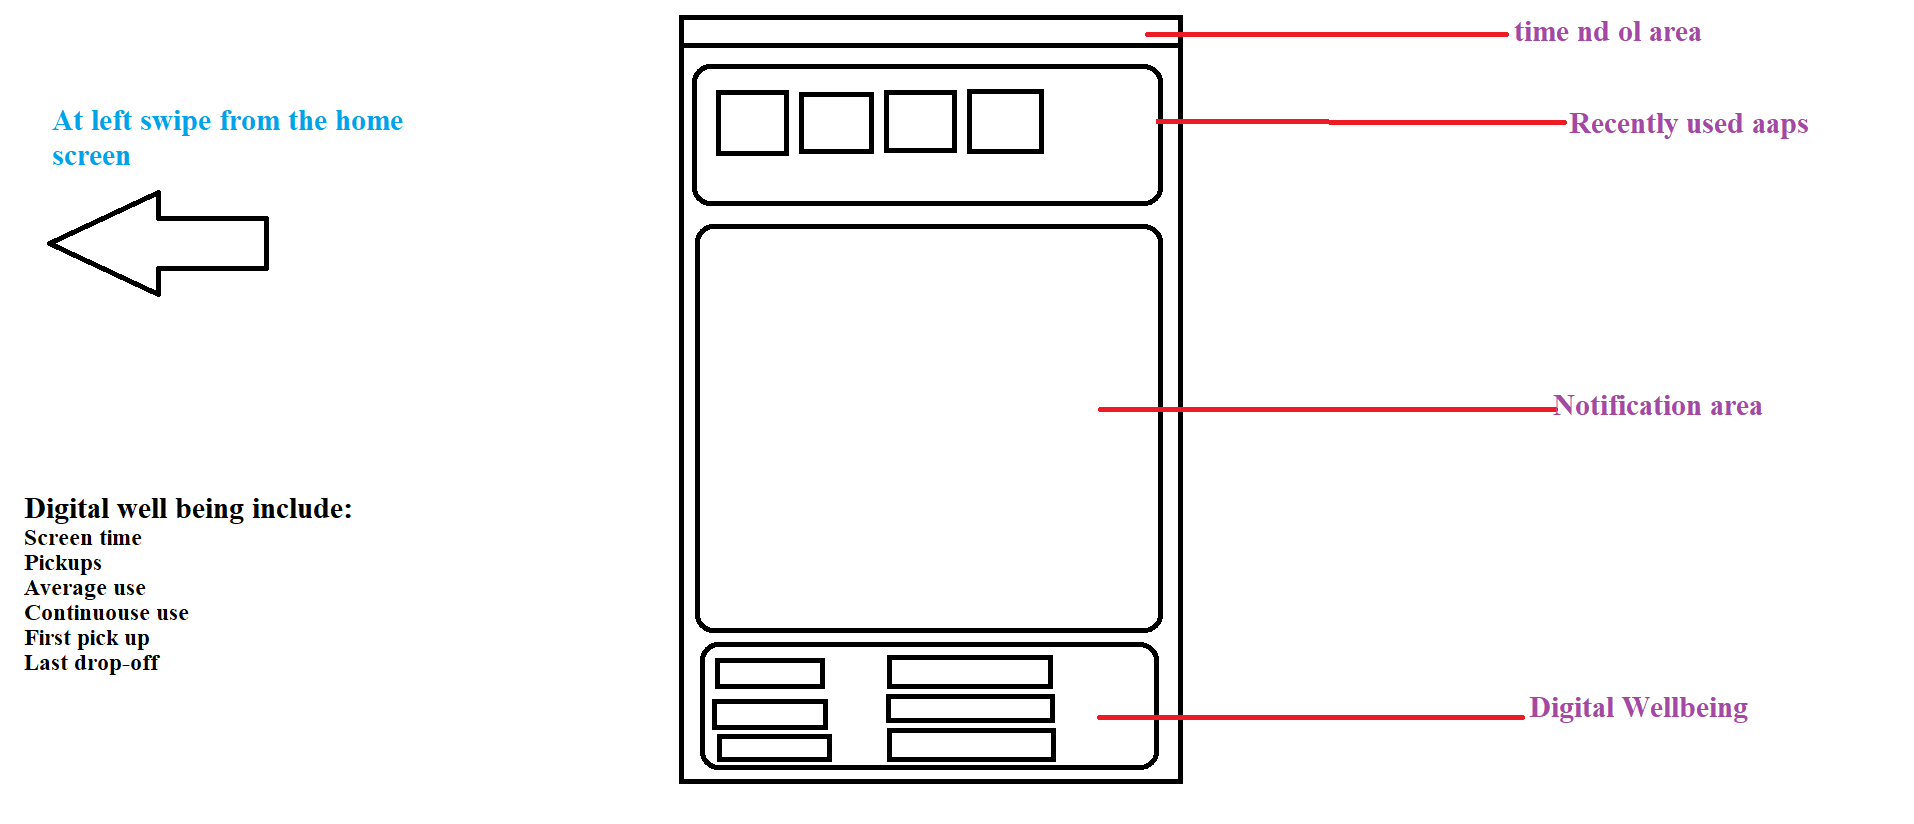 time nd ol area
At left swipe from the home
screen
Recently used aaps
Notification area
Digital well being include:
Screen time
Pickups
Average use
Continuouse use
First pick up
Last drop-off
Digital Wellbeing